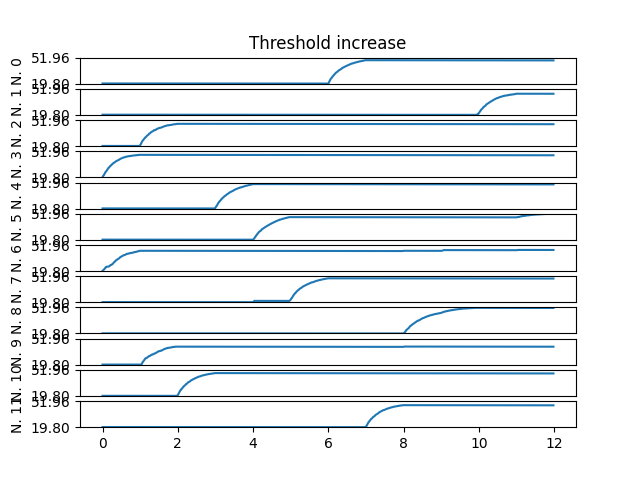 Threshold increase
N. 0 51.96 19.80
N. 1 51.96 19.80
N. 2 51.96 19.80
N. 3 51.96 19.80
N. 4 51.96 19.80
N. 5 51.96 19.80
N. 6 51.96 19.80
N. 7 51.96 19.80
N. 8 51.96 19.80
N. 9 51.96 19.80
N. 10 51.96 19.80
N. 11 51.96 19.80
0 2 4 6 8 10 12